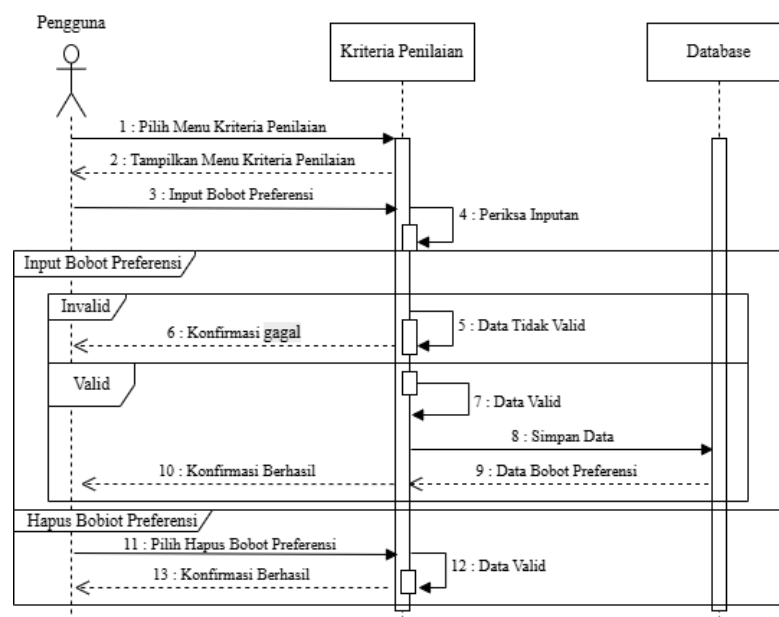 Pengguna
Kriteria Penilaian
Database
1 : Pilih Menu Kriteria Penilaian
2 : Tampilkan Menu Kriteria Penilaian
3 : Input Bobot Preferensi
4 : Periksa Inputan
Input Bobot Preferensi
Invalid
5 : Data Tidak Valid
6 : Konfirmasi gagal
Valid
7 : Data Valid
8 : Simpan Data
9 : Data Bobot Preferensi
10 : Konfirmasi Berhasil
Hapus Bobiot Preferensi
11 : Pilih Hapus Bobot Preferensi
12 : Data Valid
13 : Konfirmasi Berhasil